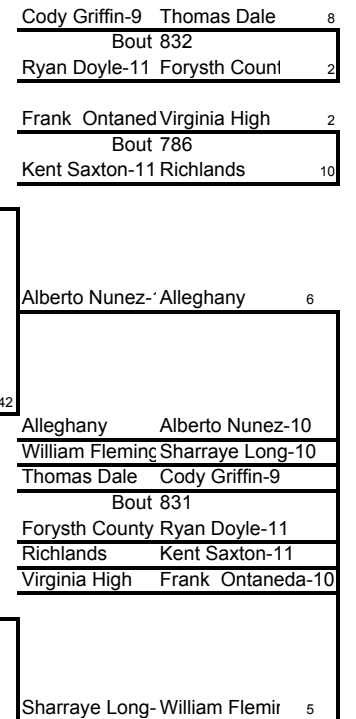 Cody Griffin-9 Thomas Dale 8
Bout 832
Ryan Doyle-11 Forysth Count 2
Frank Ontaned Virginia High 2
Bout 786
Kent Saxton-11 Richlands 10
Alberto Nunez- Alleghany 6
42
Alleghany Alberto Nunez-10
William Fleming Sharraye Long-10
Thomas Dale Cody Griffin-9
Bout 831
Forysth County Ryan Doyle-11
Richlands Kent Saxton-11
Virginia High Frank Ontaneda-10
Sharraye Long- William Flemin 5